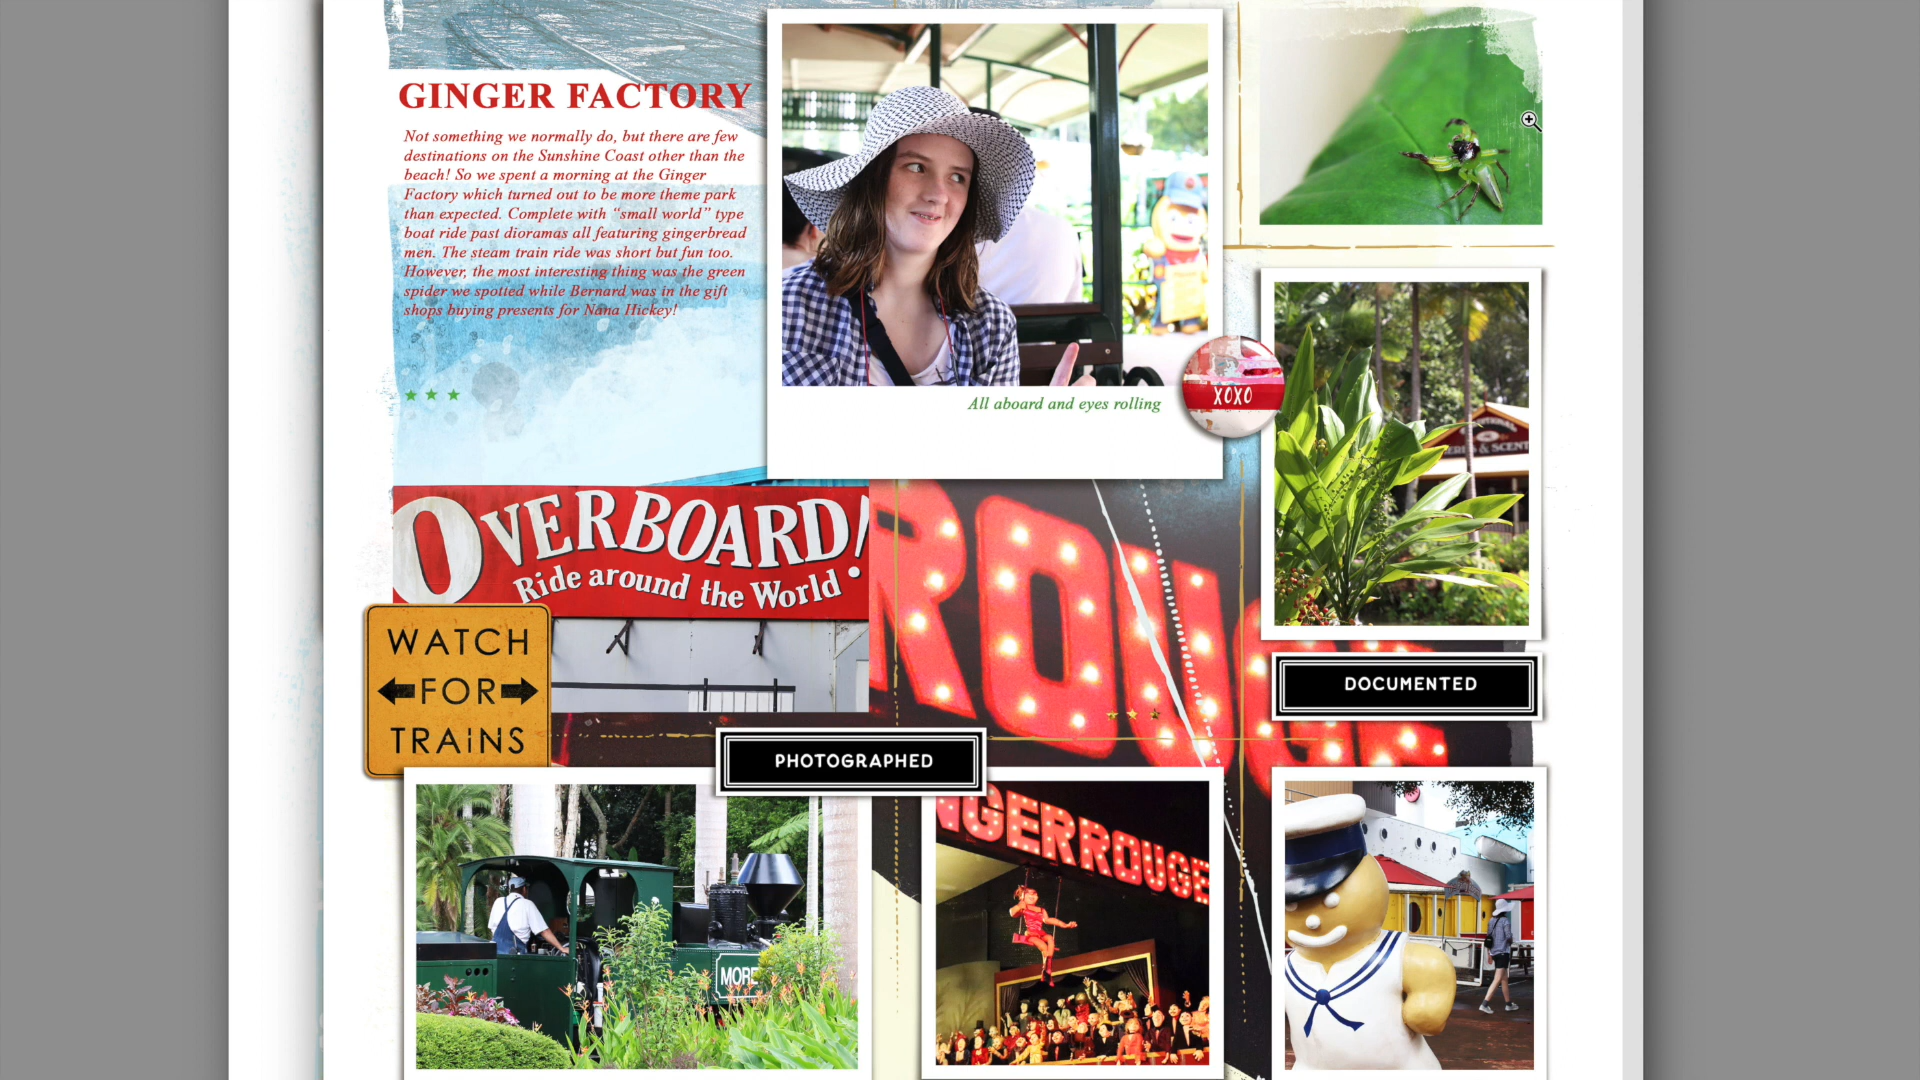 GINGER FACTORY
Not something we normally do, but there are few
destinations on the Sunshine Coast other than the
beach! So we spent a morning at the Ginger
Factory which turned out to be more theme park
than expected. Complete with “small world” type
boat ride past dioramas all featuring gingerbread
men. The steam train ride was short but fun too.
However, the most interesting thing was the green
spider we spotted while Bernard was in the gift
shops buying presents for Nana Hickey!
All aboard and eyes rolling
XOXO
& SCENT
OVERBOARD!
Ride around the World
ROUGE
WATCH
FOR
TRAiNS
DOCUMENTED
PHOTOGRAPHED
NGERROUGE
MORE